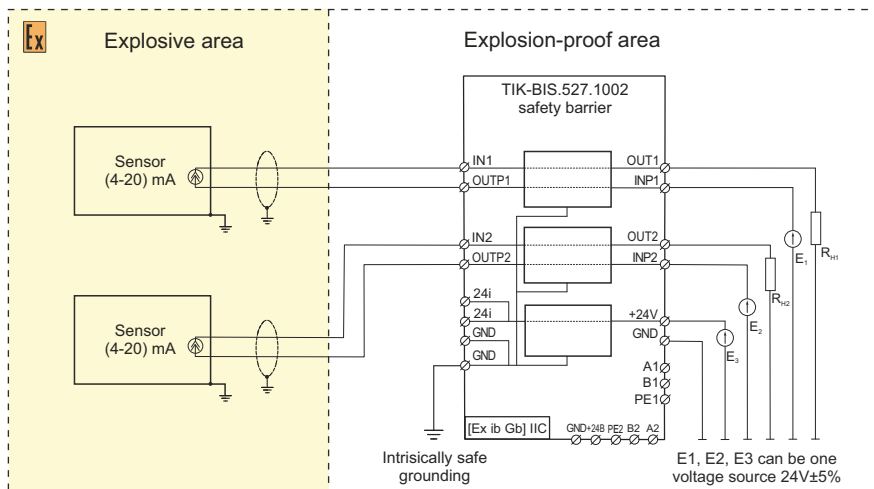 Ex
Explosive area
Explosion-proof area
TIK-BIS.527.1002
safety barrier
Sensor
(4-20) mA
IN1
OUT1
OUTP1
INP1
E1
RH1
IN2
OUT2
OUTP2
INP2
E2
RH2
Sensor
(4-20) mA
24i
24i
+24V
GND
GND
GND
E3
A1
B1
PE1
[Ex ib Gb] IIC
GND +24B PE2 B2 A2
Intrisically safe
grounding
E1, E2, E3 can be one
voltage source 24V±5%